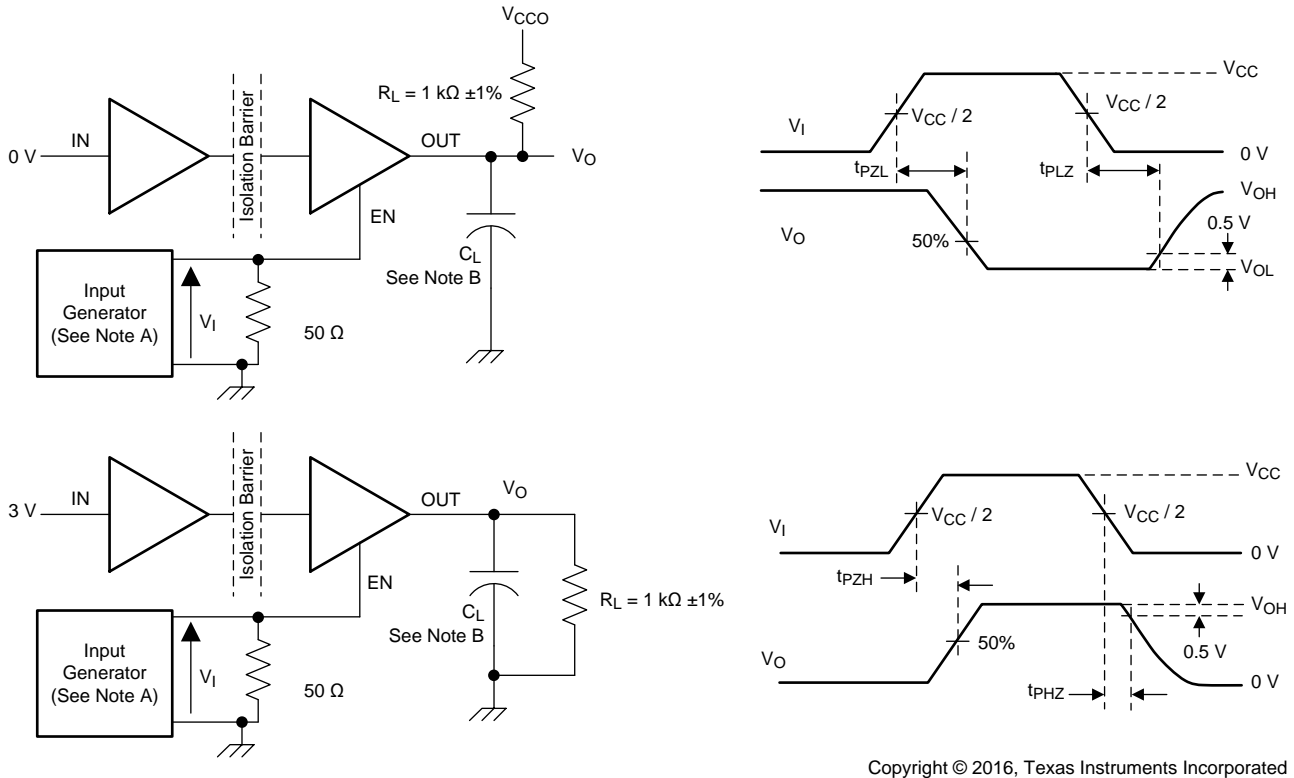 VCCO
RL = 1 kΩ ±1%
Isolation Barrier
IN
OUT
0 V
VO
EN
CL
See Note B
Input
Generator
(See Note A)
VI
50 Ω
VCC
VCC / 2
VCC / 2
VI
0 V
tPZL
tPLZ
VOH
0.5 V
VO
50%
VOL
Isolation Barrier
IN
OUT
VO
3 V
EN
RL = 1 kΩ ±1%
CL
See Note B
Input
Generator
(See Note A)
VI
50 Ω
VCC
VCC / 2
VCC / 2
VI
0 V
tPZH
VOH
50%
0.5 V
VO
0 V
tPHZ
Copyright © 2016, Texas Instruments Incorporated